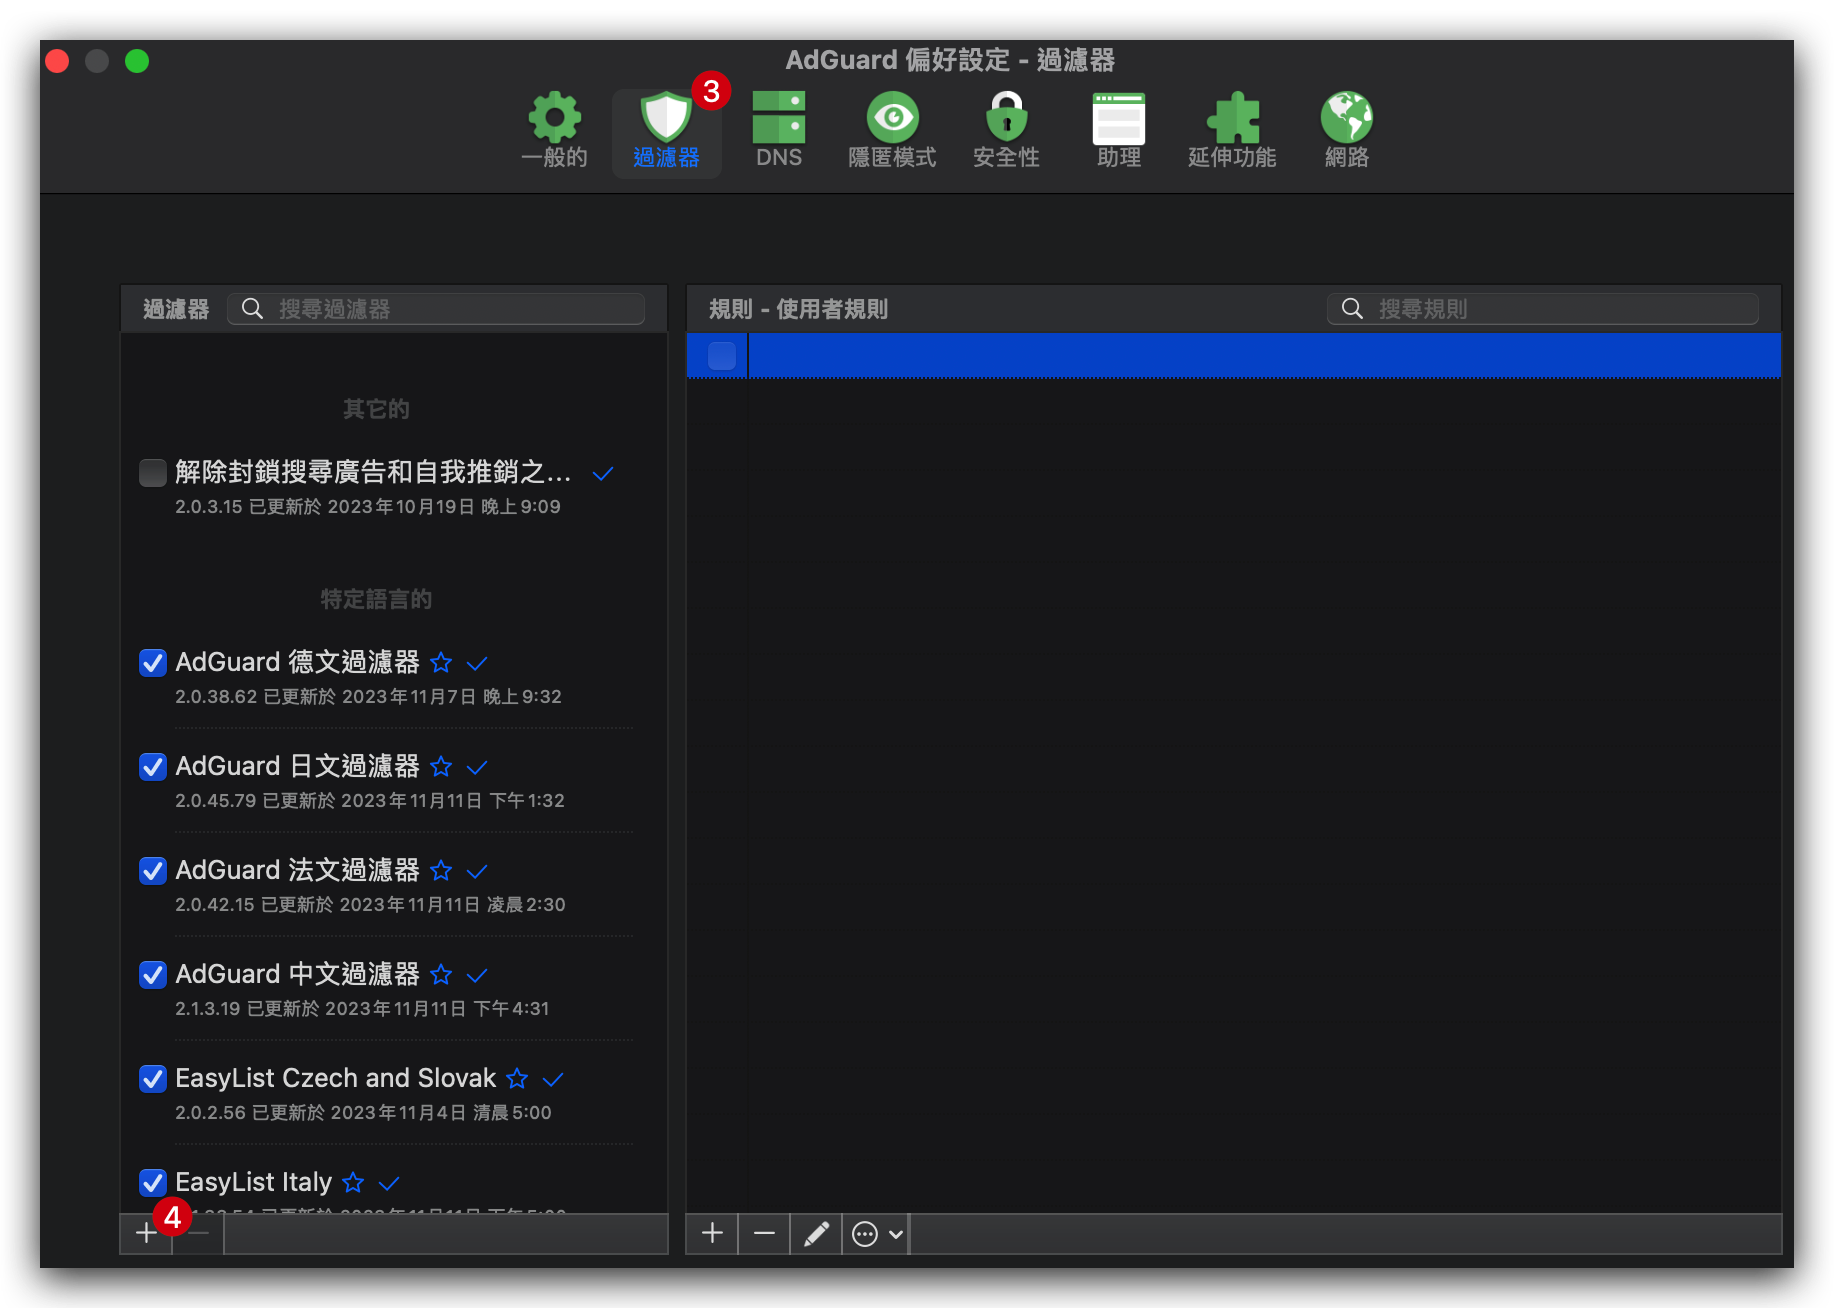 AdGuard 偏好設定 - 過濾器
3
一般的
過濾器
DNS
隱匿模式
安全性
助理
延伸功能
網路
過濾器
搜尋過濾器
規則 - 使用者規則
搜尋規則
其它的
解除封鎖搜尋廣告和自我推銷之...
2.0.3.15 已更新於 2023年10月19日 晚上9:09
特定語言的
AdGuard 德文過濾器
2.0.38.62 已更新於 2023年11月7日 晚上9:32
AdGuard 日文過濾器
2.0.45.79 已更新於 2023年11月11日 下午1:32
AdGuard 法文過濾器
2.0.42.15 已更新於 2023年11月11日 凌晨2:30
AdGuard 中文過濾器
2.1.3.19 已更新於 2023年11月11日 下午4:31
EasyList Czech and Slovak
2.0.2.56 已更新於 2023年11月4日 清晨5:00
EasyList Italy
4